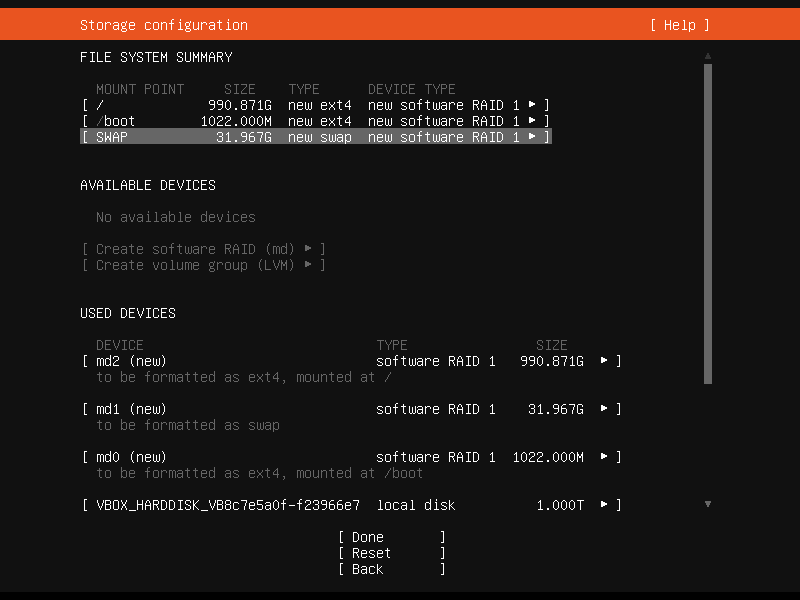 Storage configuration [ Help ]
FILE SYSTEM SUMMARY
MOUNT POINT SIZE TYPE DEVICE TYPE
[ / 990.871G new ext4 new software RAID 1 ▸ ]
[ /boot 1022.000M new ext4 new software RAID 1 ▸ ]
[ SWAP 31.967G new swap new software RAID 1 ▸ ]
AVAILABLE DEVICES
No available devices
[ Create software RAID (md) ▸ ]
[ Create volume group (LVM) ▸ ]
USED DEVICES
DEVICE TYPE SIZE
[ md2 (new) software RAID 1 990.871G ▸ ]
to be formatted as ext4, mounted at /
[ md1 (new) software RAID 1 31.967G ▸ ]
to be formatted as swap
[ md0 (new) software RAID 1 1022.000M ▸ ]
to be formatted as ext4, mounted at /boot
[ VBOX_HARDDISK_VB8c7e5a0f-f23966e7 local disk 1.000T ▸ ]
[ Done ]
[ Reset ]
[ Back ]